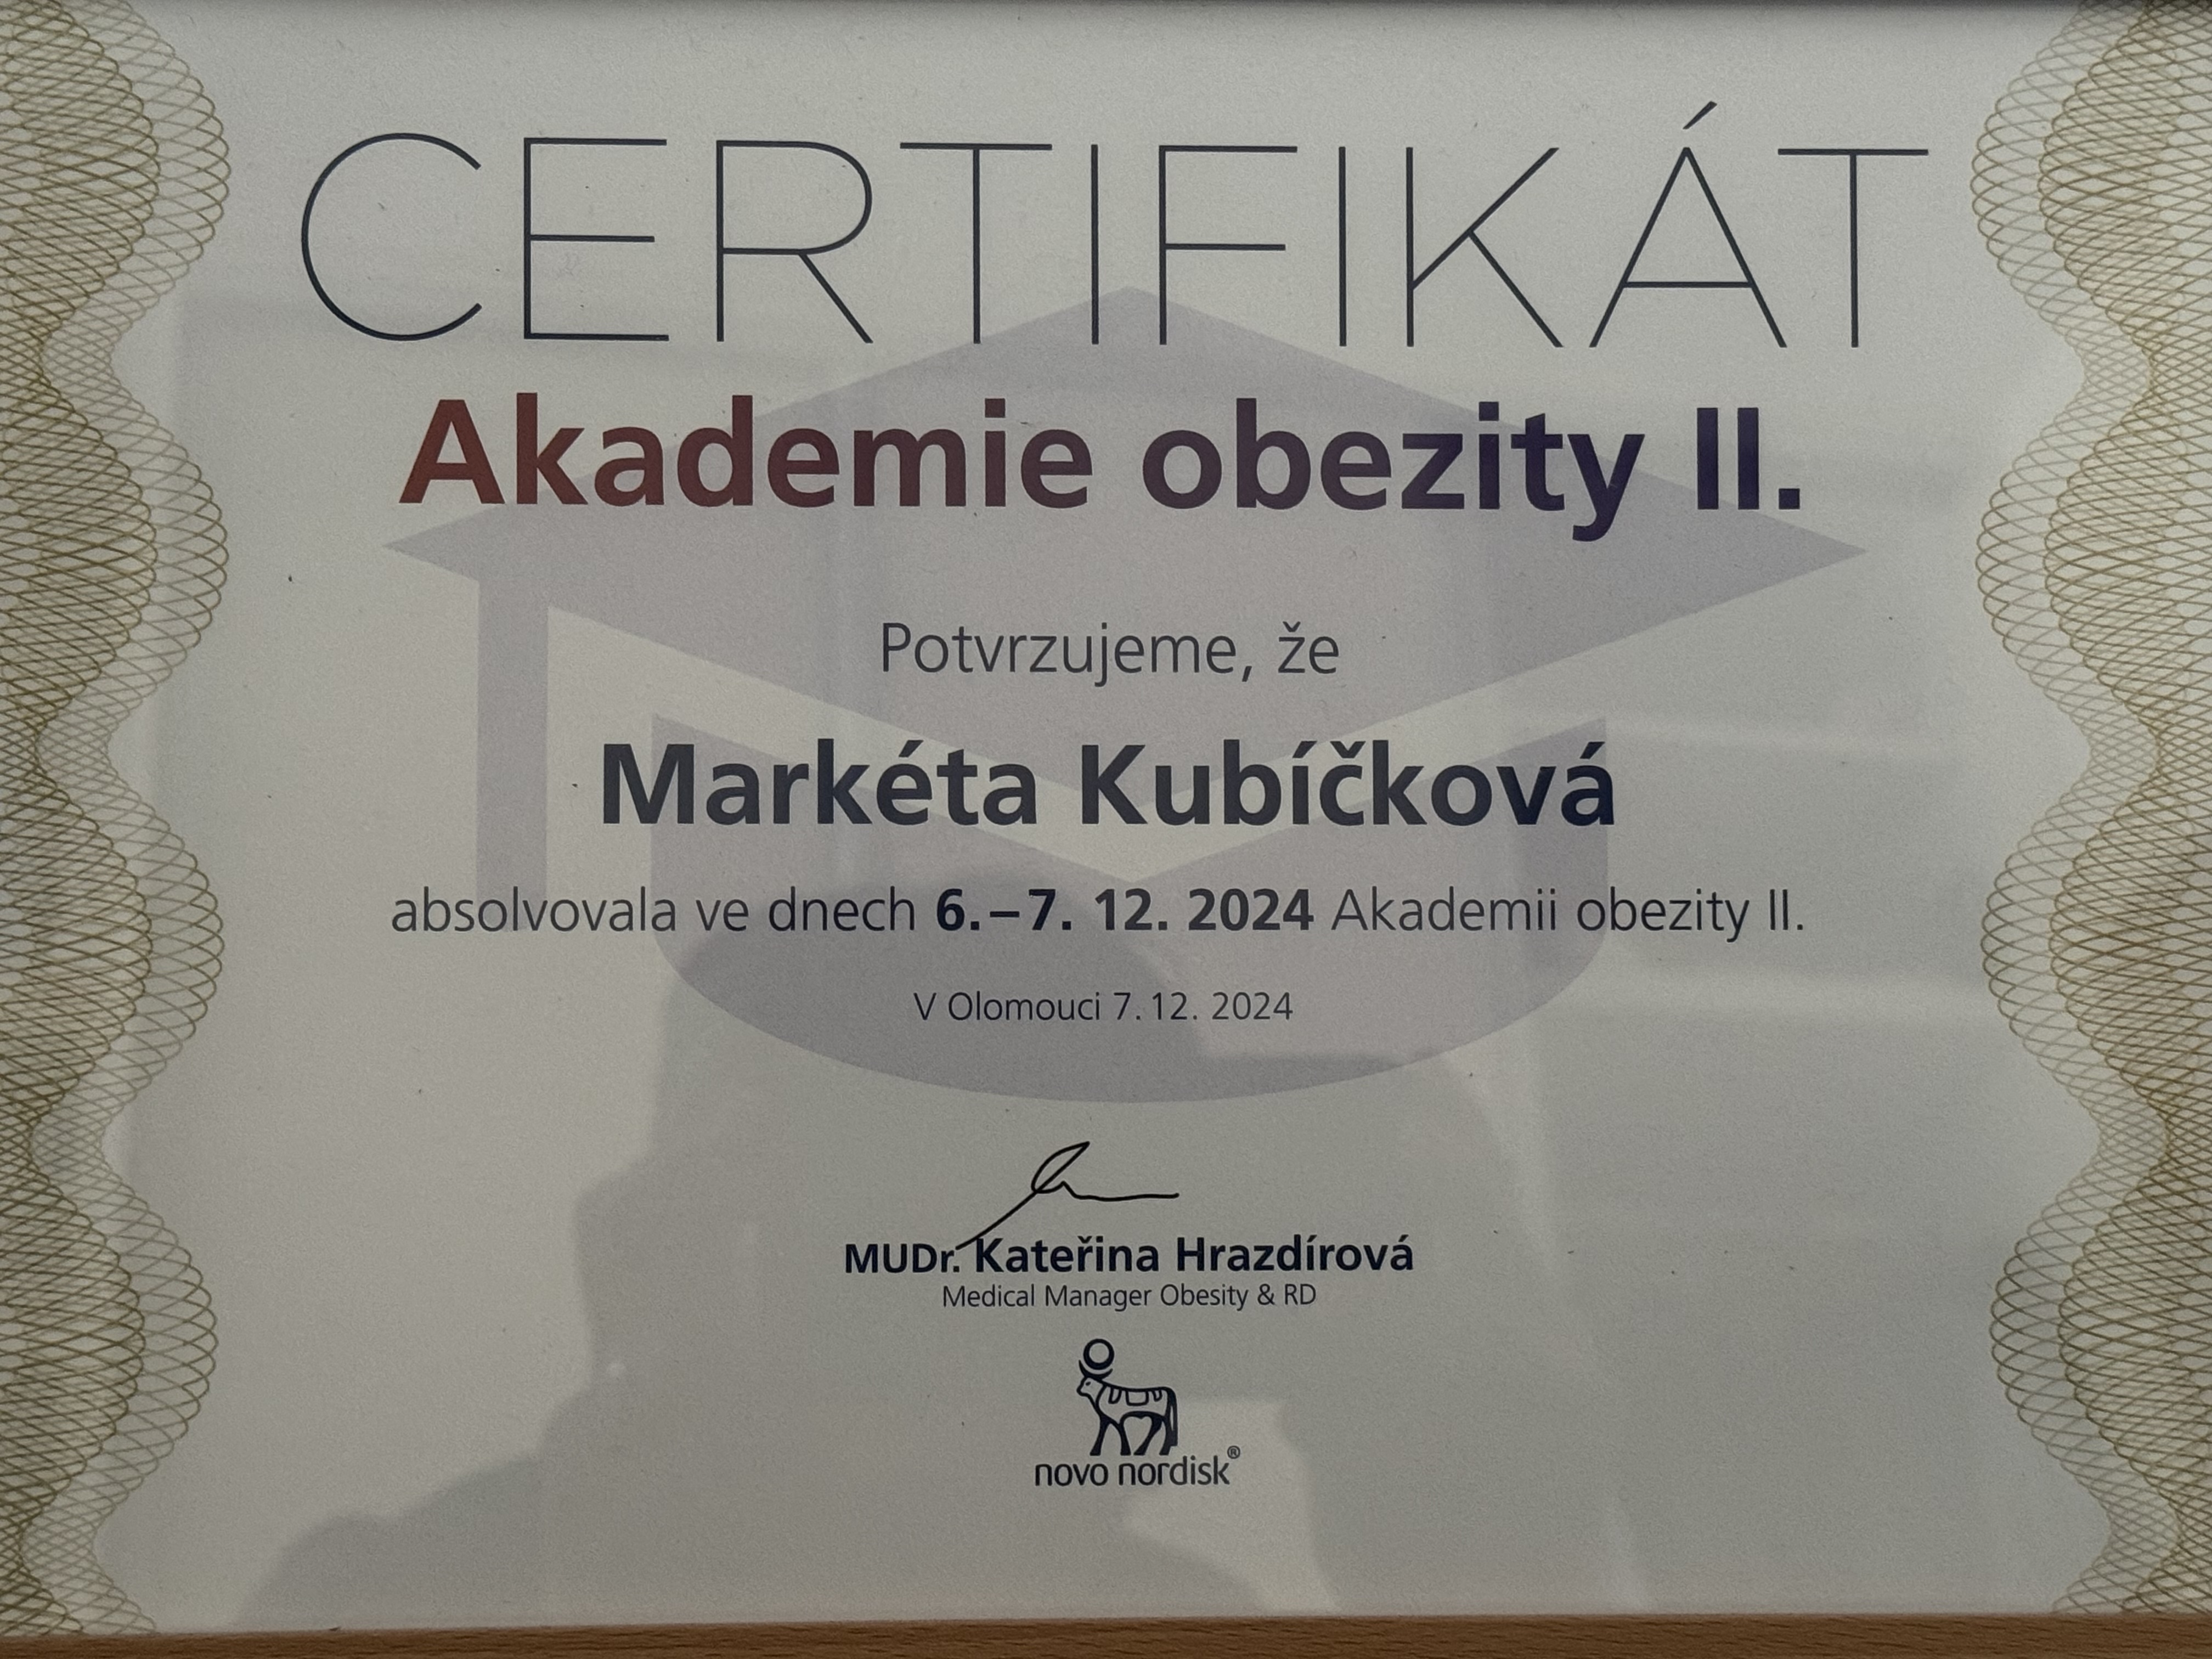 CERTIFIKÁT
Akademie obezity II.
Potvrzujeme, že
Markéta Kubíčková
absolvovala ve dnech 6.–7. 12. 2024 Akademii obezity II.
V Olomouci 7. 12. 2024
MUDr. Kateřina Hrazdírová
Medical Manager Obesity & RD
novo nordisk®